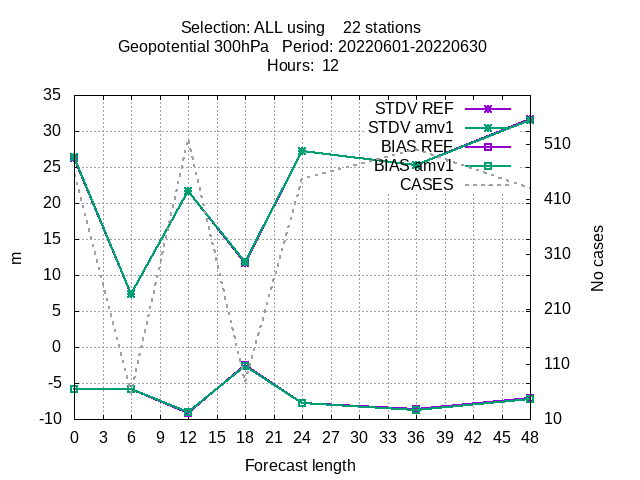 Selection: ALL using    22 stations
Geopotential 300hPa   Period: 20220601-20220630
Hours:  12
35
30
25
20
15
10
5
0
-5
-10
m
STDV REF
STDV amv1
BIAS REF
BIAS amv1
CASES
510
410
310
210
110
10
No cases
0 3 6 9 12 15 18 21 24 27 30 33 36 39 42 45 48
Forecast length